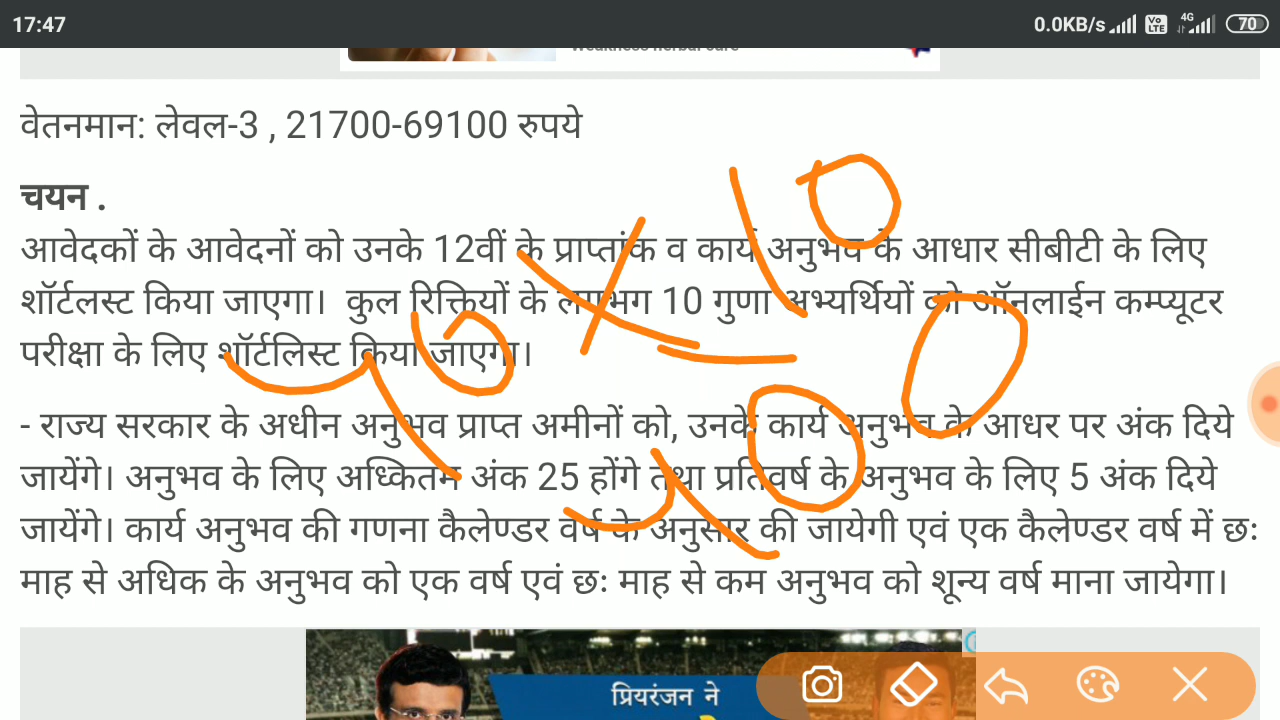 17:47 0.0KB/s Vo LTE 4G 70
वेतनमान: लेवल-3 , 21700-69100 रुपये
चयन .
आवेदकों के आवेदनों को उनके 12वीं के प्राप्तांक व कार्य अनुभव के आधार सीबीटी के लिए
शॉर्टलस्ट किया जाएगा। कुल रिक्तियों के लगभग 10 गुणा अभ्यर्थियों को ऑनलाईन कम्प्यूटर
परीक्षा के लिए शॉर्टलिस्ट किया जाएगा।
- राज्य सरकार के अधीन अनुभव प्राप्त अमीनों को, उनके कार्य अनुभव के आधर पर अंक दिये
जायेंगे। अनुभव के लिए अध्कितम अंक 25 होंगे तथा प्रतिवर्ष के अनुभव के लिए 5 अंक दिये
जायेंगे। कार्य अनुभव की गणना कैलेण्डर वर्ष के अनुसार की जायेगी एवं एक कैलेण्डर वर्ष में छः
माह से अधिक के अनुभव को एक वर्ष एवं छः माह से कम अनुभव को शून्य वर्ष माना जायेगा।
प्रियरंजन ने